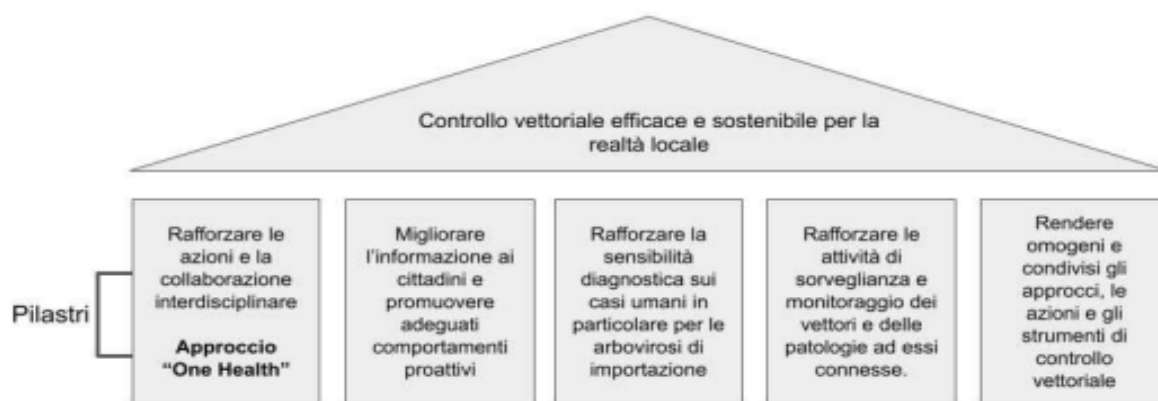 Controllo vettoriale efficace e sostenibile per la
realtà locale
Pilastri
Rafforzare le
azioni e la
collaborazione
interdisciplinare
Approccio
“One Health”
Migliorare
l’informazione ai
cittadini e
promuovere
adeguati
comportamenti
proattivi
Rafforzare la
sensibilità
diagnostica sui
casi umani in
particolare per le
arbovirosi di
importazione
Rafforzare le
attività di
sorveglianza e
monitoraggio dei
vettori e delle
patologie ad essi
connesse.
Rendere
omogeni e
condivisi gli
approcci, le
azioni e gli
strumenti di
controllo
vettoriale